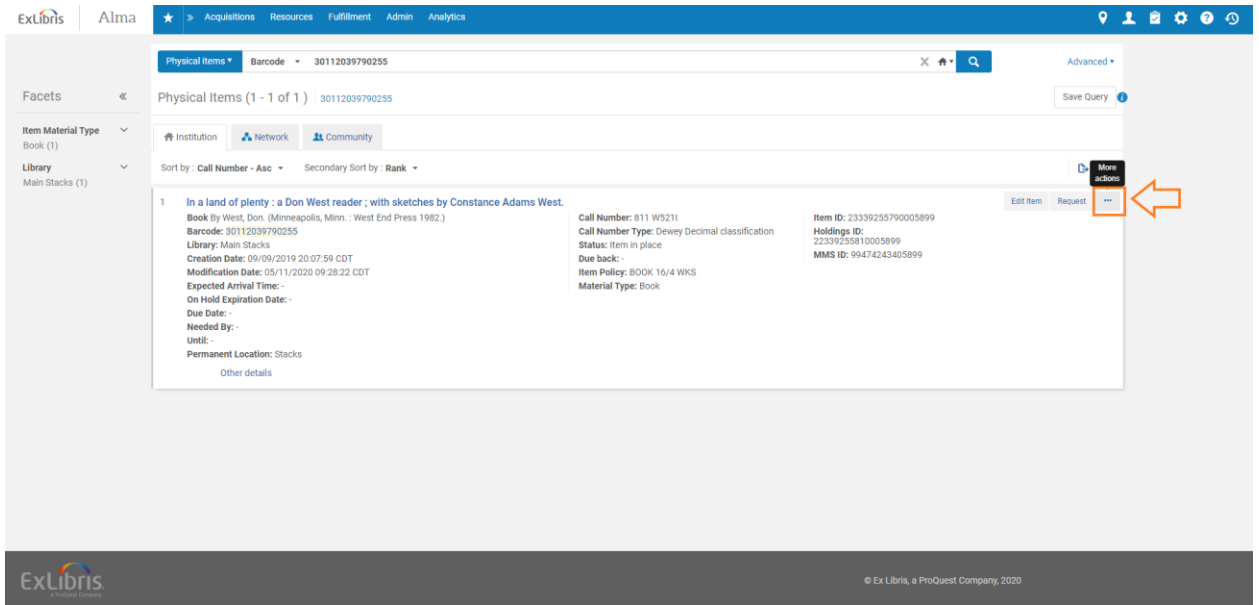 ExLibris Alma Acquisitions Resources Fulfillment Admin Analytics
Physical items Barcode 30112039790255 Advanced
Facets
Physical Items (1 - 1 of 1 ) 30112039790255 Save Query
Item Material Type
Book (1)
Institution Network Community
Library
Main Stacks (1)
Sort by : Call Number - Asc Secondary Sort by : Rank
More
actions
1 In a land of plenty : a Don West reader ; with sketches by Constance Adams West. Edit Item Request ...
Book By West, Don. (Minneapolis, Minn. : West End Press 1982.)
Barcode: 30112039790255
Library: Main Stacks
Creation Date: 09/09/2019 20:07:59 CDT
Modification Date: 05/11/2020 09:28:22 CDT
Expected Arrival Time: -
On Hold Expiration Date: -
Due Date: -
Needed By: -
Until: -
Permanent Location: Stacks
Other details
Call Number: 811 W521I
Call Number Type: Dewey Decimal classification
Status: Item in place
Due back: -
Item Policy: BOOK 16/4 WKS
Material Type: Book
Item ID: 23339255790005899
Holdings ID:
22339255810005899
MMS ID: 99474243405899
ExLibris
a ProQuest Company
© Ex Libris, a ProQuest Company, 2020